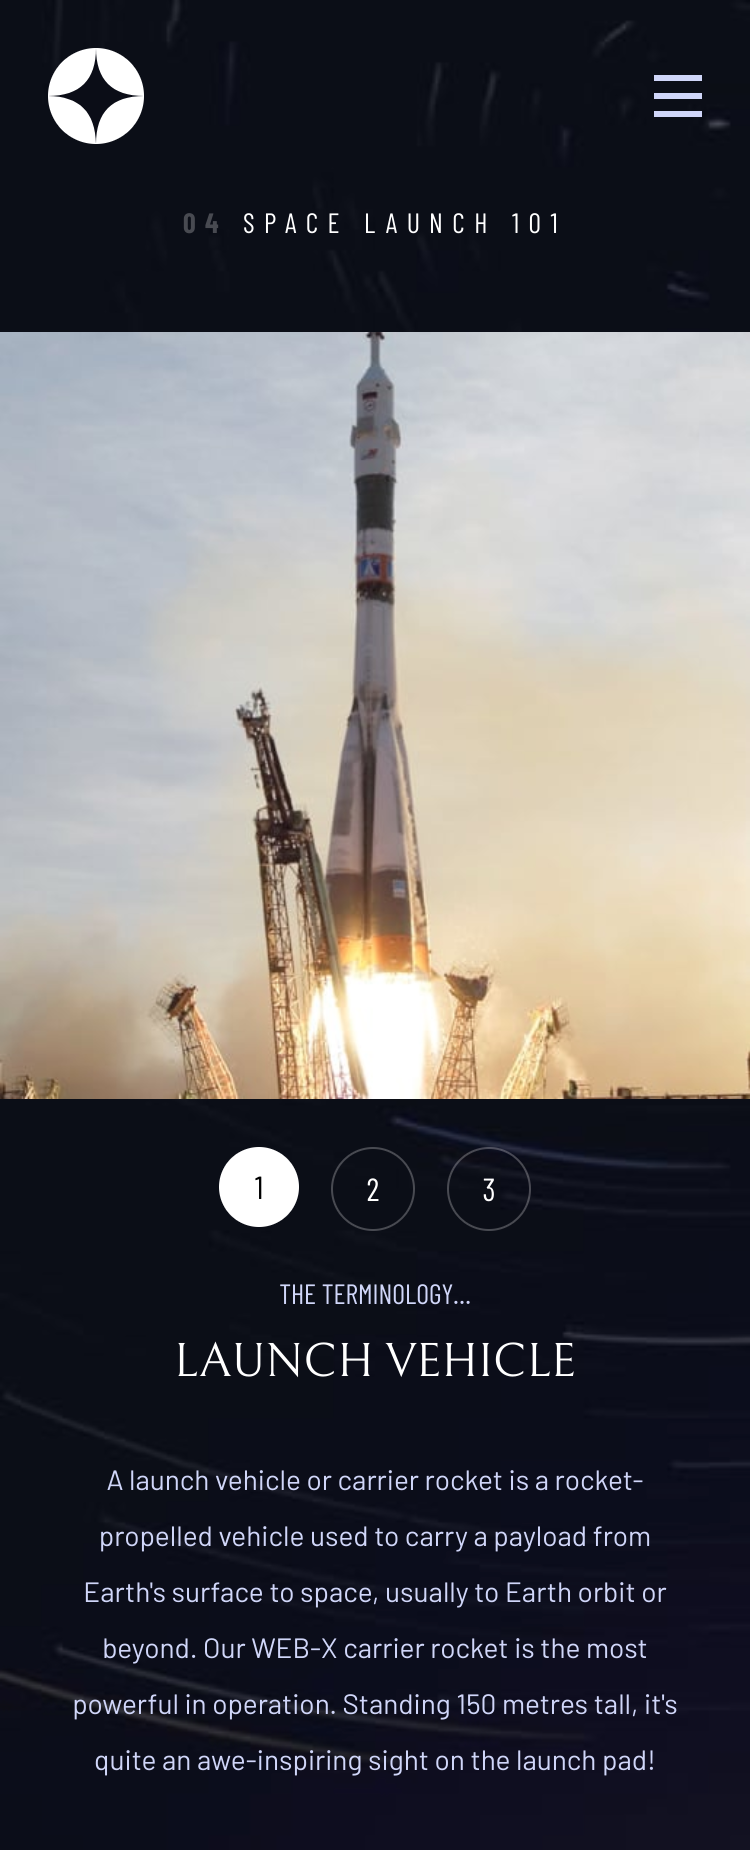 04 SPACE LAUNCH 101
1 2 3
THE TERMINOLOGY...
LAUNCH VEHICLE
A launch vehicle or carrier rocket is a rocket-
propelled vehicle used to carry a payload from
Earth's surface to space, usually to Earth orbit or
beyond. Our WEB-X carrier rocket is the most
powerful in operation. Standing 150 metres tall, it's
quite an awe-inspiring sight on the launch pad!